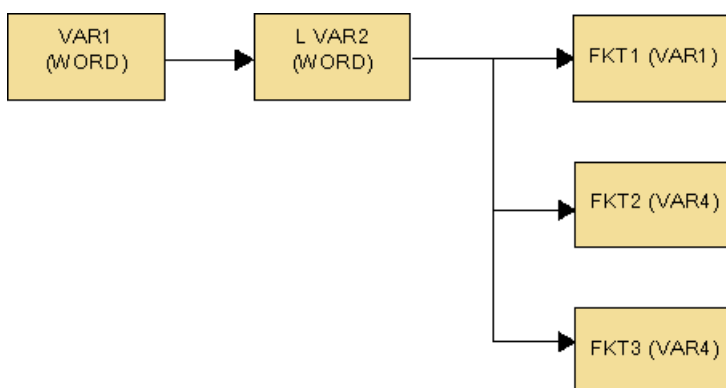 VAR1
(WORD)
L VAR2
(WORD)
FKT1 (VAR1)
FKT2 (VAR4)
FKT3 (VAR4)